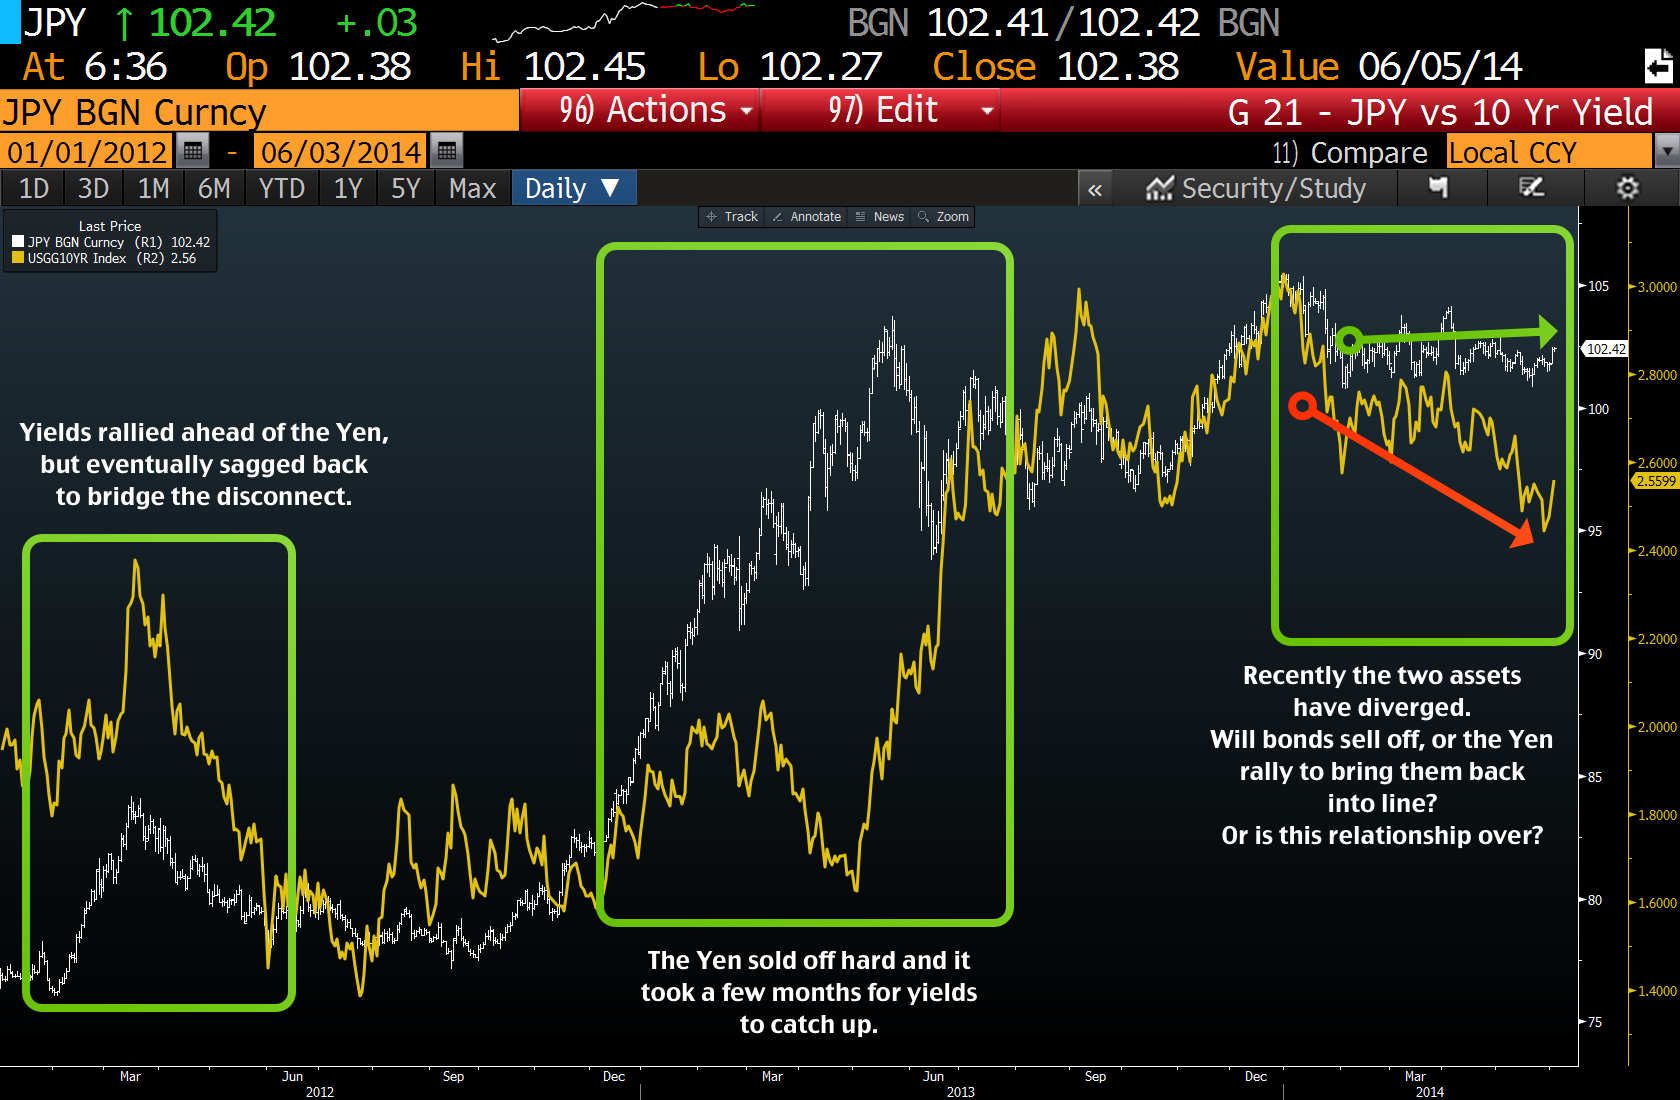 JPY ↑ 102.42 +.03 BGN 102.41/102.42 BGN
At 6:36 Op 102.38 Hi 102.45 Lo 102.27 Close 102.38 Value 06/05/14
JPY BGN Curncy 96) Actions 97) Edit G 21 - JPY vs 10 Yr Yield
01/01/2012 - 06/03/2014 11) Compare Local CCY
1D 3D 1M 6M YTD 1Y 5Y Max Daily ▼ « Security/Study
Track Annotate News Zoom
Last Price
JPY BGN Curncy (R1) 102.42
USGG10YR Index (R2) 2.56
Yields rallied ahead of the Yen,
but eventually sagged back
to bridge the disconnect.
The Yen sold off hard and it
took a few months for yields
to catch up.
Recently the two assets
have diverged.
Will bonds sell off, or the Yen
rally to bring them back
into line?
Or is this relationship over?
105
102.42
100
95
90
85
80
75
3.0000
2.8000
2.6000
2.5599
2.4000
2.2000
2.0000
1.8000
1.6000
1.4000
Mar Jun Sep Dec Mar Jun Sep Dec Mar
2012 2013 2014